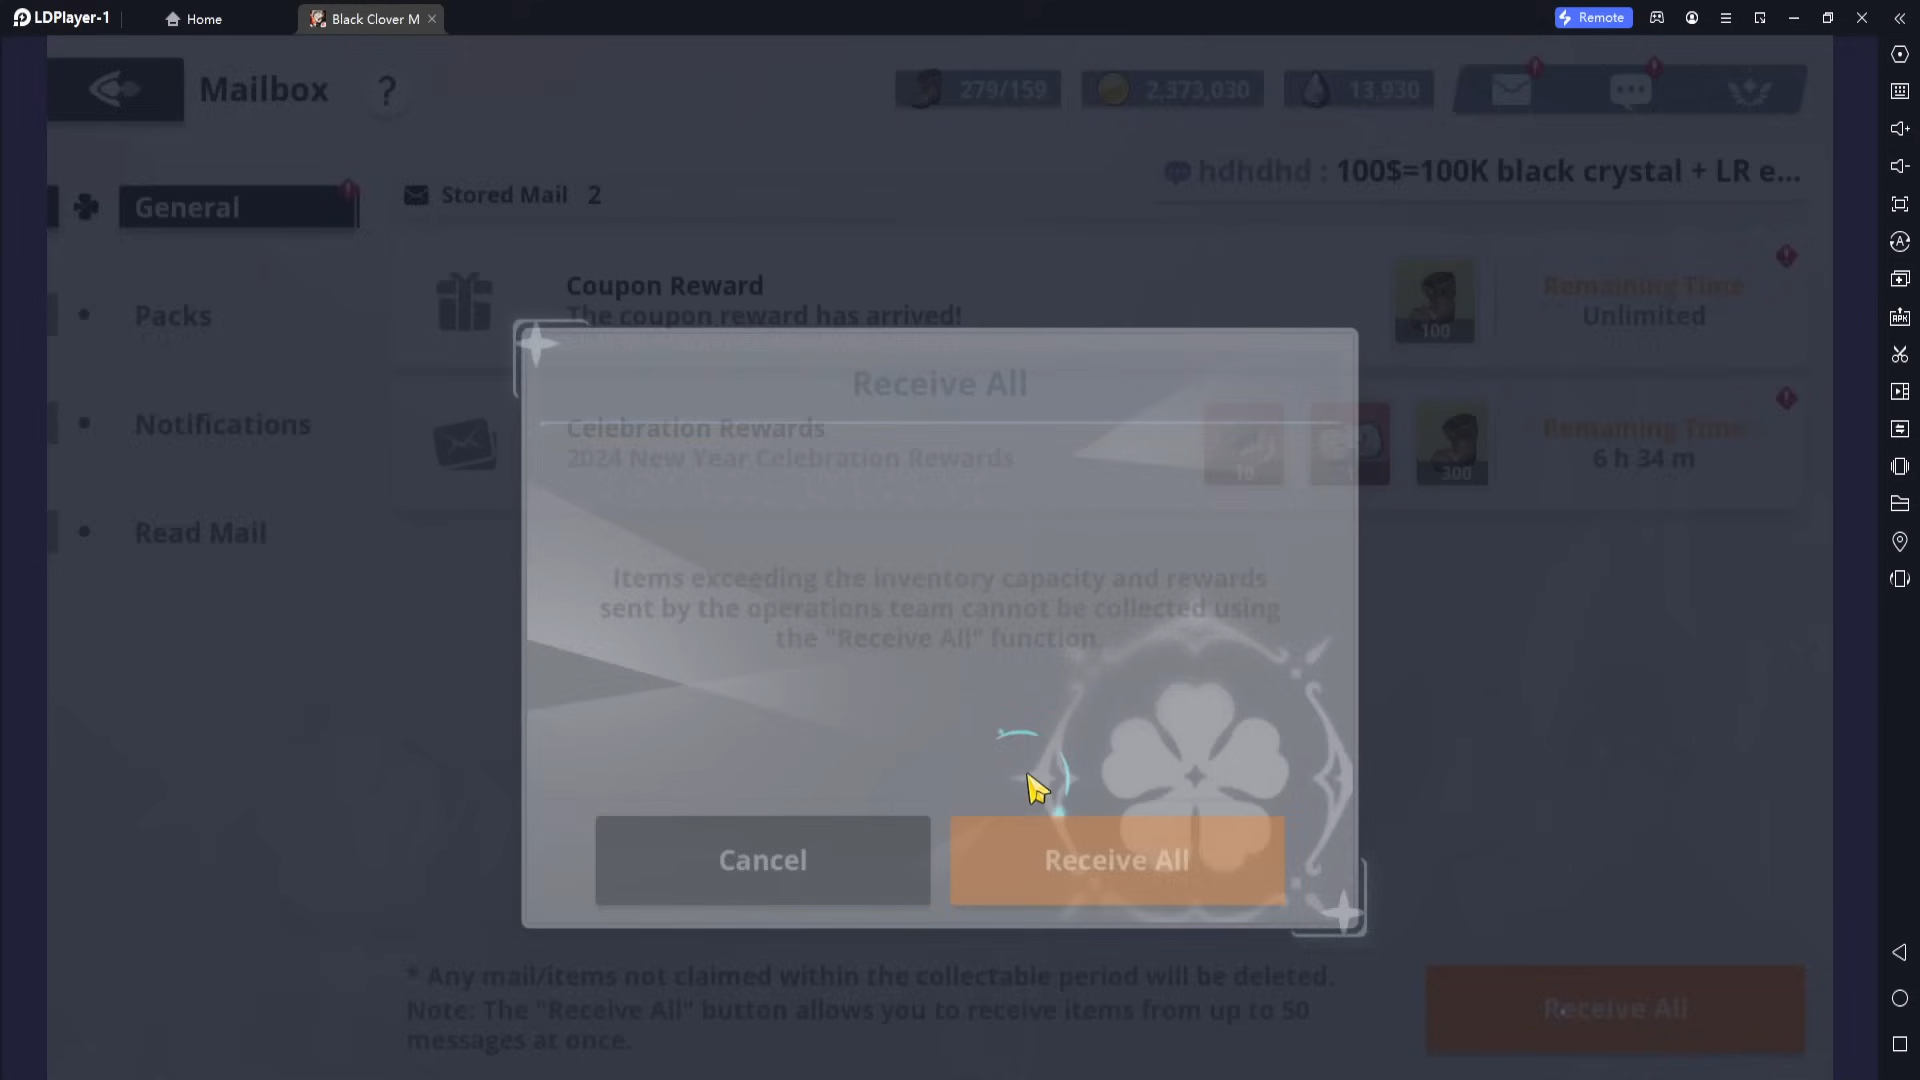 LDPlayer-1
Home
Black Clover M
Remote
Mailbox
?
279/159
2,373,030
13,930
hdhdhd : 100$=100K black crystal + LR e...
General
Stored Mail 2
Coupon Reward
The coupon reward has arrived!
100
Remaining Time
Unlimited
Packs
Receive All
Celebration Rewards
2024 New Year Celebration Rewards
10
1
300
Remaining Time
6 h 34 m
Notifications
Read Mail
Items exceeding the inventory capacity and rewards
sent by the operations team cannot be collected using
the "Receive All" function.
Cancel
Receive All
* Any mail/items not claimed within the collectable period will be deleted.
Note: The "Receive All" button allows you to receive items from up to 50
messages at once.
Receive All
APK